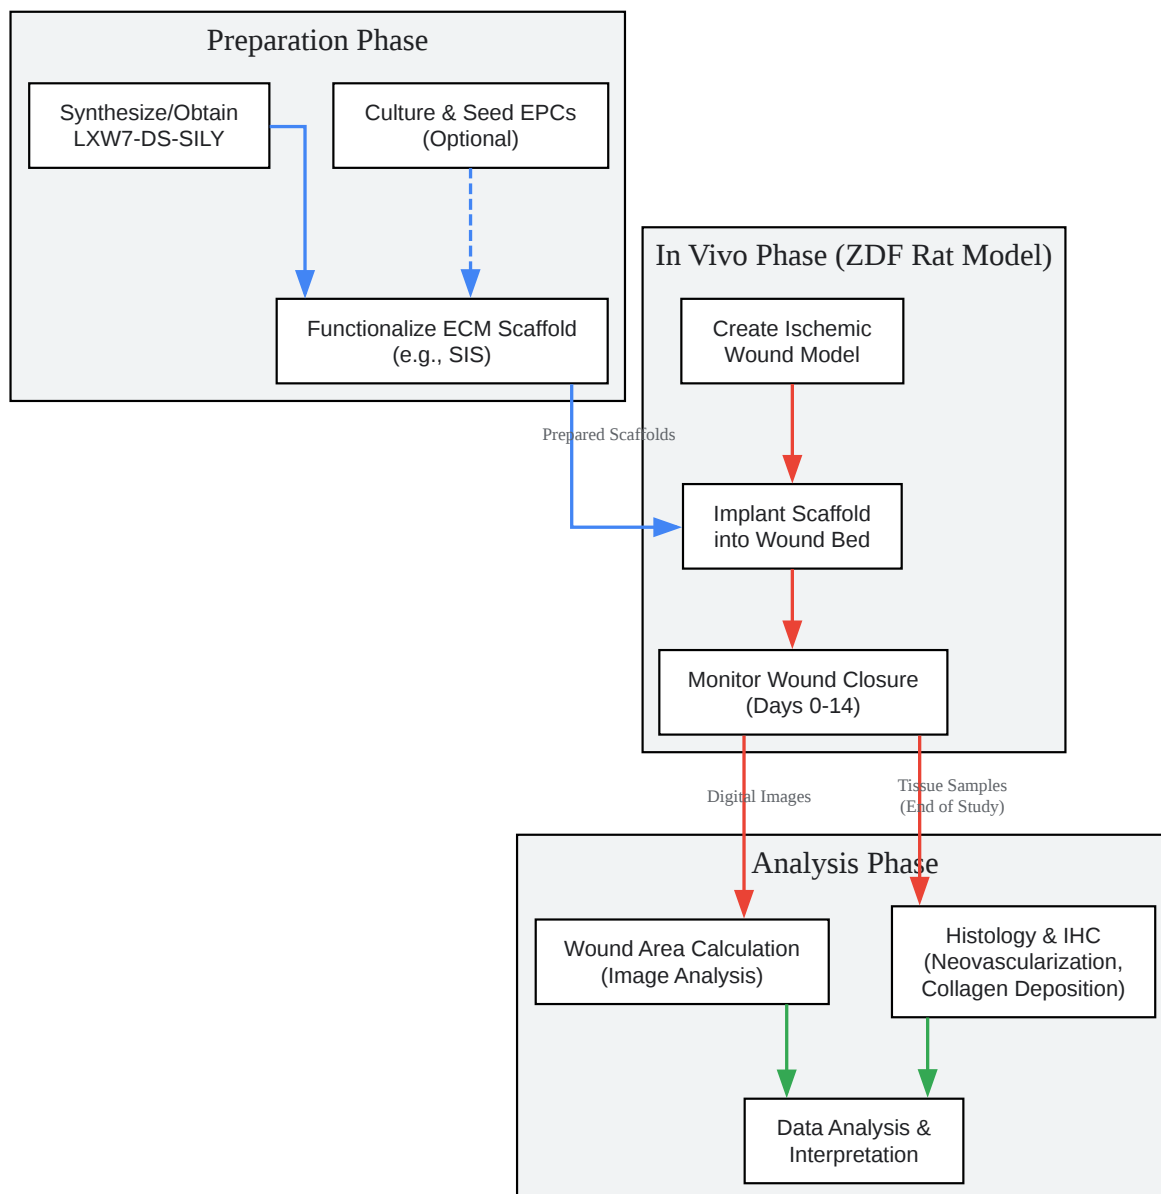 Preparation Phase
Synthesize/Obtain
LXW7-DS-SILY
Culture & Seed EPCs
(Optional)
Functionalize ECM Scaffold
(e.g., SIS)
Prepared Scaffolds
In Vivo Phase (ZDF Rat Model)
Create Ischemic
Wound Model
Implant Scaffold
into Wound Bed
Monitor Wound Closure
(Days 0-14)
Digital Images
Tissue Samples
(End of Study)
Analysis Phase
Wound Area Calculation
(Image Analysis)
Histology & IHC
(Neovascularization,
Collagen Deposition)
Data Analysis &
Interpretation